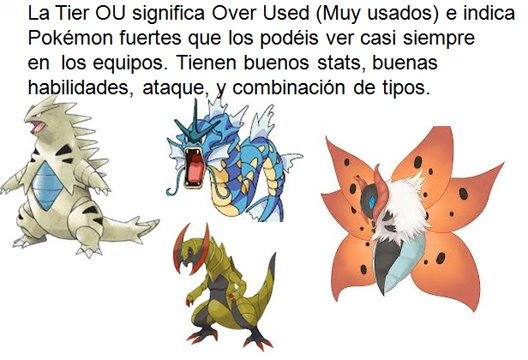 La Tier OU significa Over Used (Muy usados) e indica
Pokémon fuertes que los podéis ver casi siempre
en  los equipos. Tienen buenos stats, buenas
habilidades, ataque, y combinación de tipos.